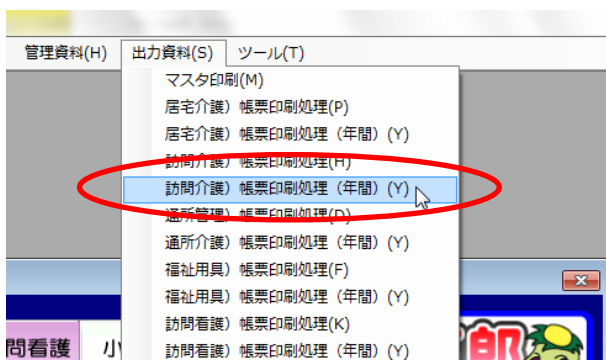 管理資料(H) 出力資料(S) ツール(T)
マスタ印刷(M)
居宅介護）帳票印刷処理(P)
居宅介護）帳票印刷処理（年間）(Y)
訪問介護）帳票印刷処理(H)
訪問介護）帳票印刷処理（年間）(Y)
通所管理）帳票印刷処理(D)
通所介護）帳票印刷処理（年間）(Y)
福祉用具）帳票印刷処理(F)
福祉用具）帳票印刷処理（年間）(Y)
訪問看護）帳票印刷処理(K)
問看護 小 訪問看護）帳票印刷処理（年間）(Y) 郎